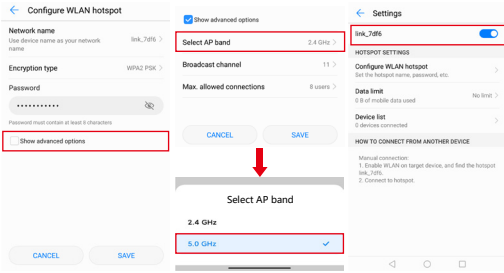 Configure WLAN hotspot
Network name
Use device name as your network
name
link_7df6
Encryption type
WPA2 PSK
Password
Password must contain at least 8 characters
Show advanced options
CANCEL
SAVE
Show advanced options
Select AP band
2.4 GHz
Broadcast channel
11
Max. allowed connections
8 users
CANCEL
SAVE
Select AP band
2.4 GHz
5.0 GHz
Settings
link_7df6
HOTSPOT SETTINGS
Configure WLAN hotspot
Set the hotspot name, password, etc.
Data limit
0 B of mobile data used
No limit
Device list
0 devices connected
HOW TO CONNECT FROM ANOTHER DEVICE
Manual connection:
1. Enable WLAN on target device, and find the hotspot
link_7df6.
2. Connect to hotspot.